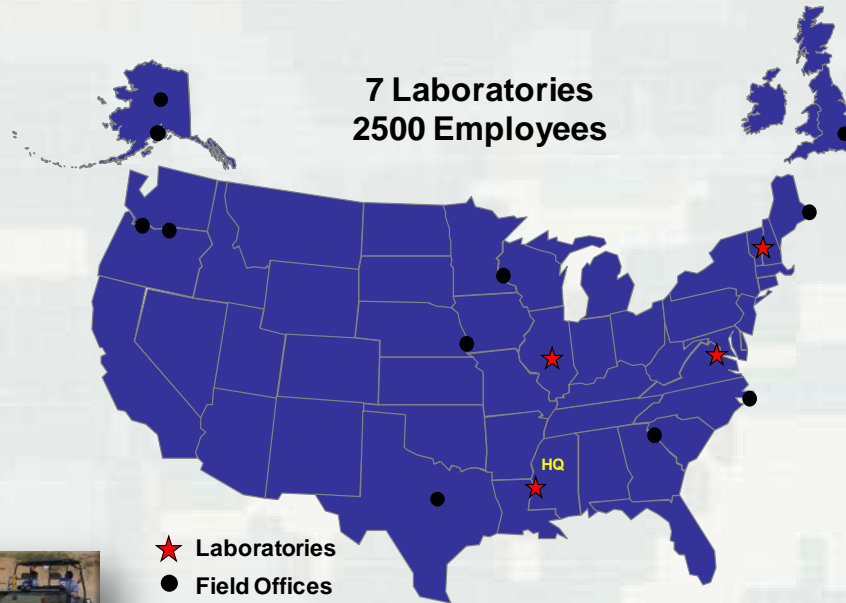 7 Laboratories
2500 Employees
HQ
Laboratories
Field Offices